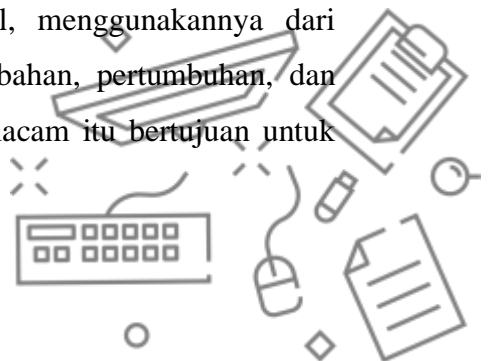 l, menggunakannya dari
bahan, pertumbuhan, dan
acam itu bertujuan untuk